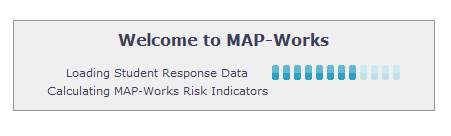 Welcome to MAP-Works
Loading Student Response Data
Calculating MAP-Works Risk Indicators